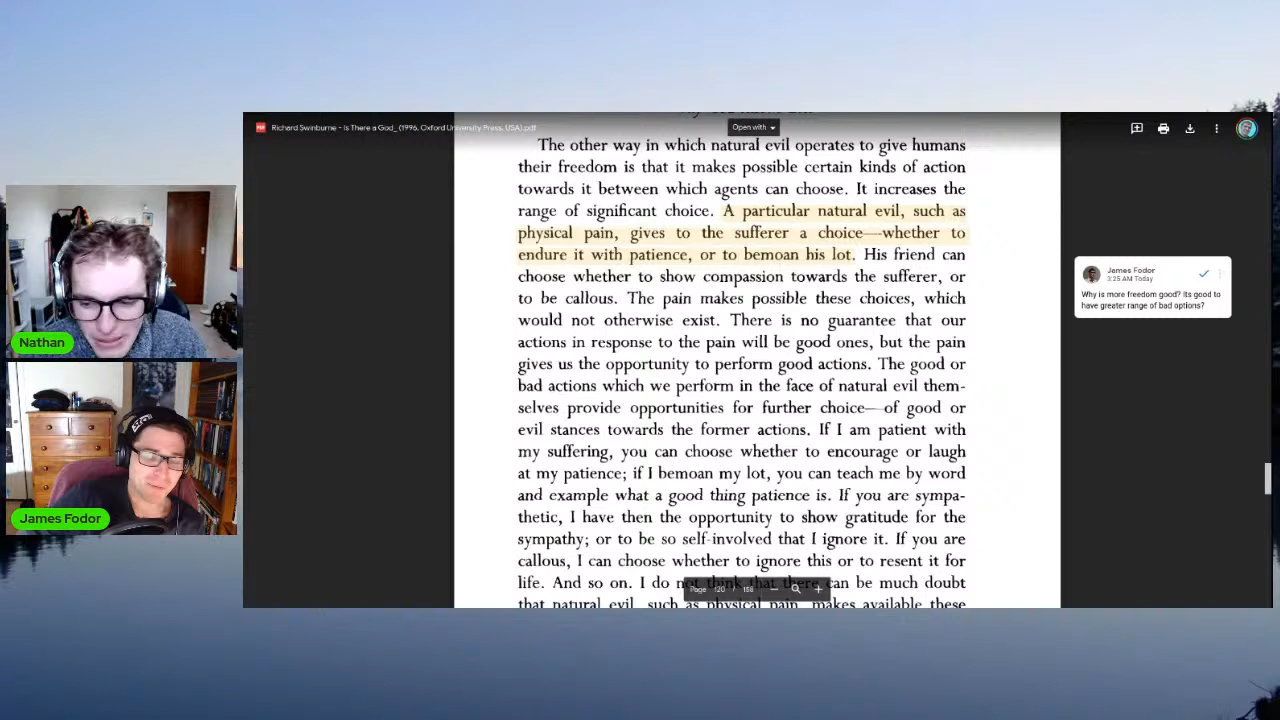 Richard Swinburne - Is There a God_ (1996, Oxford University Press, USA).pdf
Open with
The other way in which natural evil operates to give humans
their freedom is that it makes possible certain kinds of action
towards it between which agents can choose. It increases the
range of significant choice. A particular natural evil, such as
physical pain, gives to the sufferer a choice—whether to
endure it with patience, or to bemoan his lot. His friend can
choose whether to show compassion towards the sufferer, or
to be callous. The pain makes possible these choices, which
would not otherwise exist. There is no guarantee that our
actions in response to the pain will be good ones, but the pain
gives us the opportunity to perform good actions. The good or
bad actions which we perform in the face of natural evil them-
selves provide opportunities for further choice—of good or
evil stances towards the former actions. If I am patient with
my suffering, you can choose whether to encourage or laugh
at my patience; if I bemoan my lot, you can teach me by word
and example what a good thing patience is. If you are sympa-
thetic, I have then the opportunity to show gratitude for the
sympathy; or to be so self-involved that I ignore it. If you are
callous, I can choose whether to ignore this or to resent it for
life. And so on. I do not think that there can be much doubt
that natural evil, such as physical pain, makes available these
Page 120 / 158
James Fodor
3:25 AM Today
Why is more freedom good? Its good to
have greater range of bad options?
Nathan
James Fodor